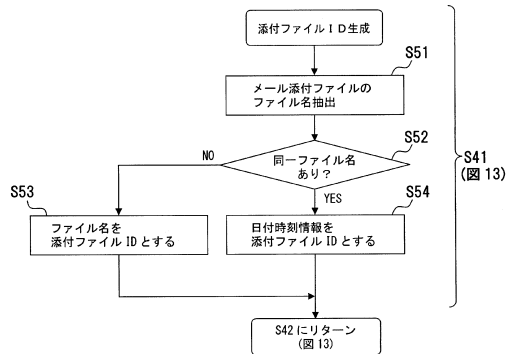 添付ファイルＩＤ生成
S51
メール添付ファイルの
ファイル名抽出
S52
同一ファイル名
あり？
NO
YES
S41
(図13)
S53
ファイル名を
添付ファイルIDとする
S54
日付時刻情報を
添付ファイルIDとする
S42にリターン
(図13)